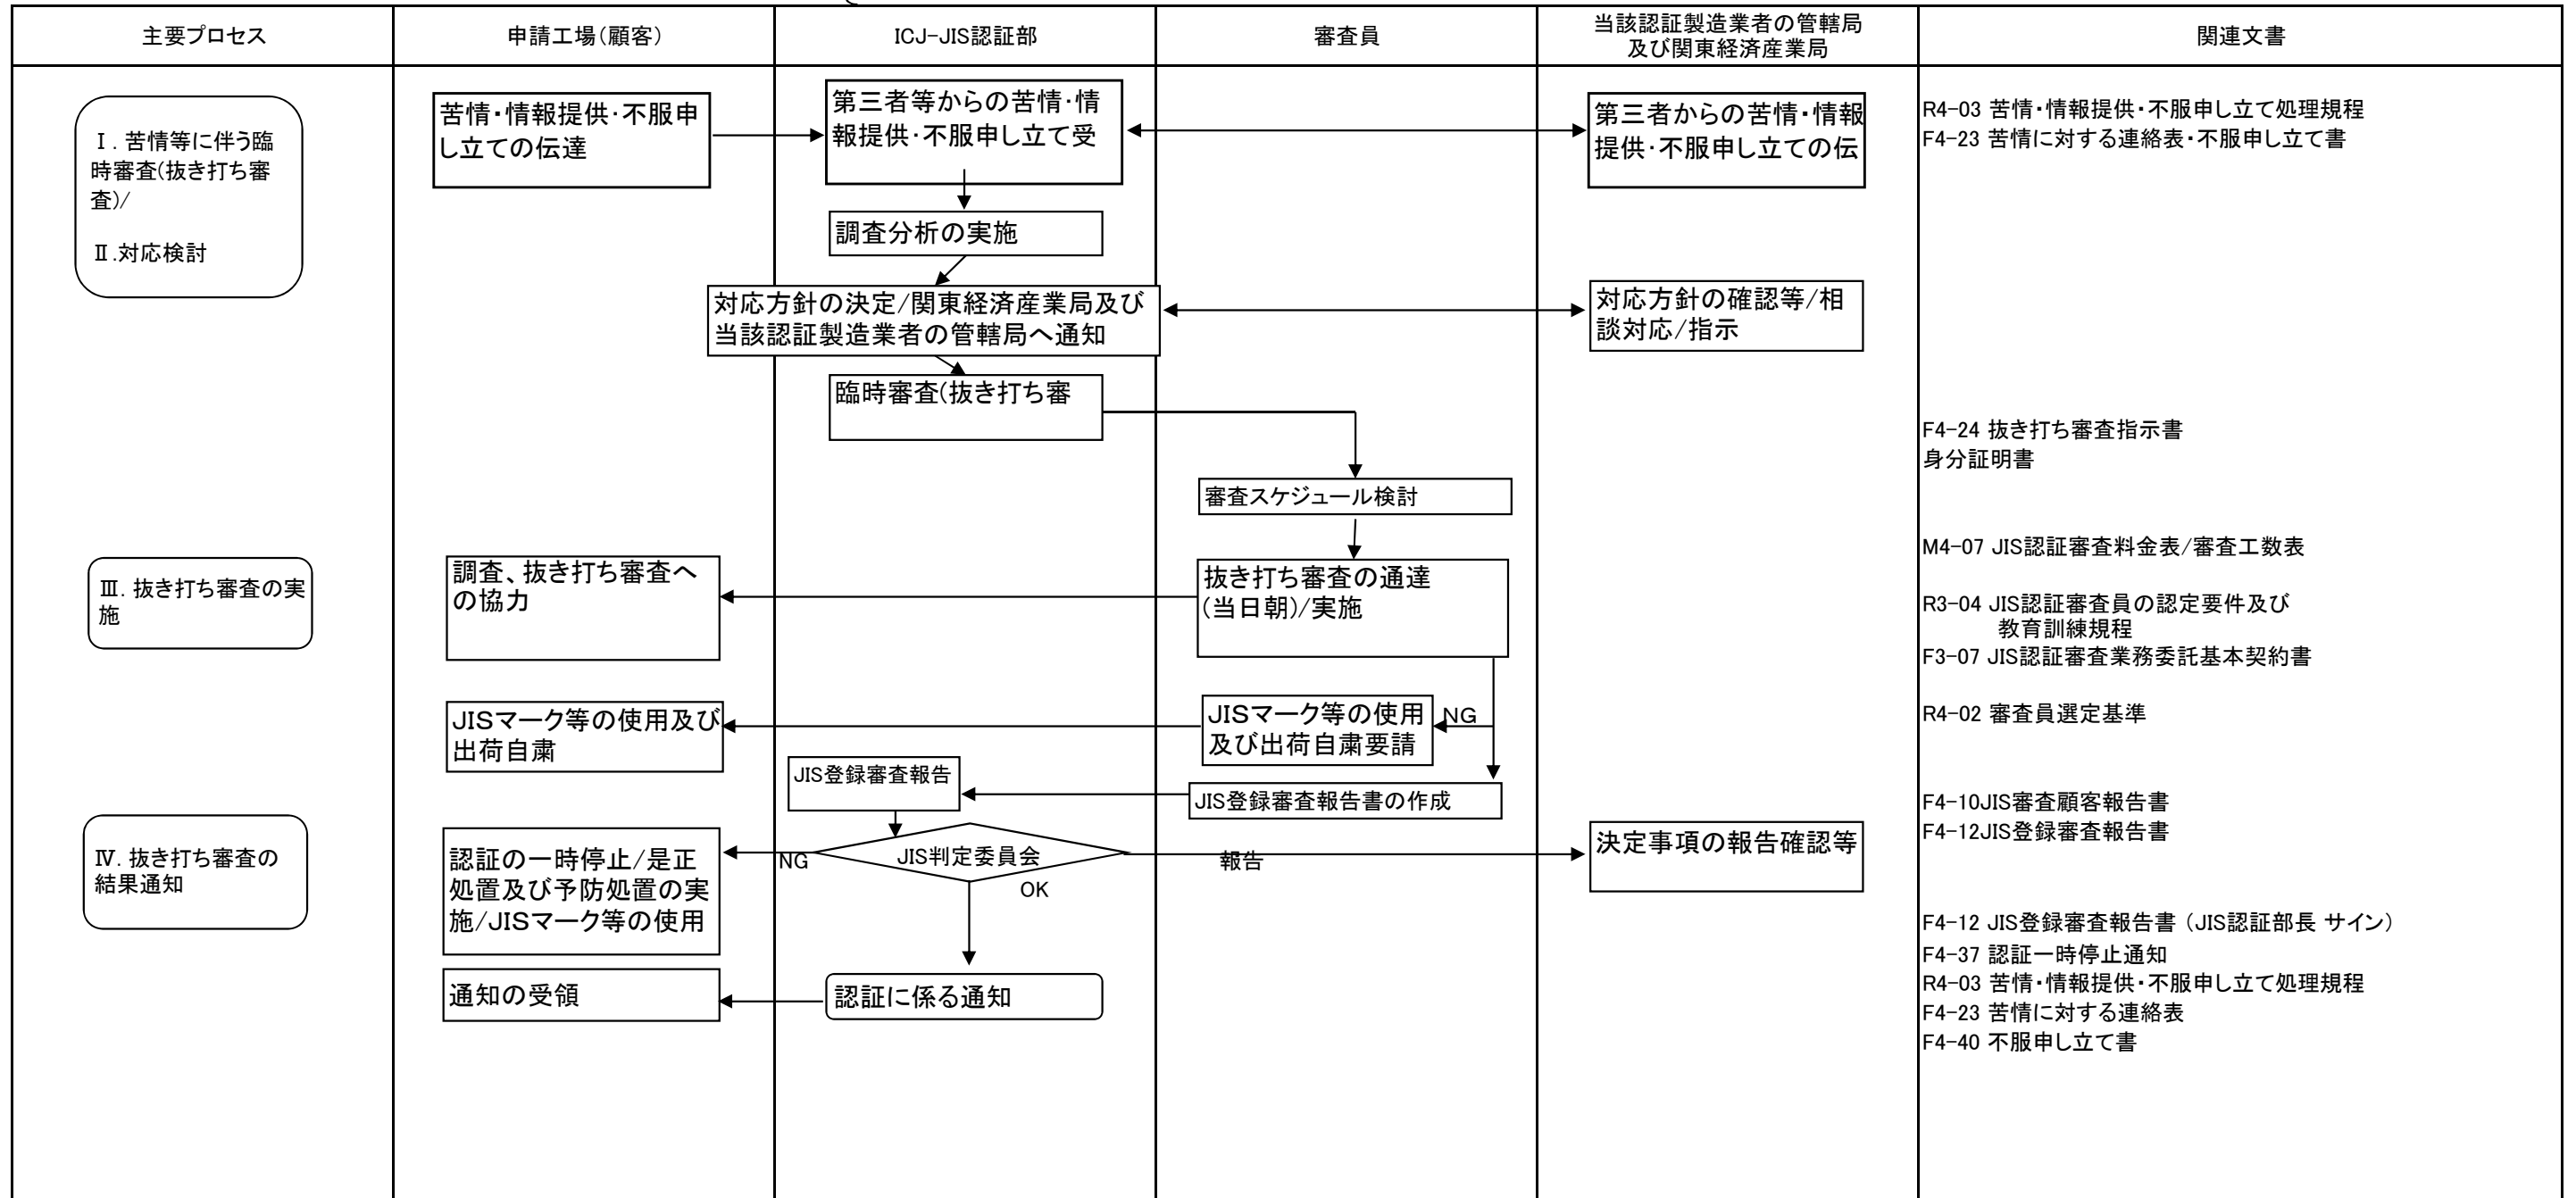 主要プロセス
申請工場(顧客)
ICJ-JIS認証部
審査員
当該認証製造業者の管轄局
及び関東経済産業局
関連文書
Ⅰ. 苦情等に伴う臨
時審査(抜き打ち審
査)/
Ⅱ.対応検討
苦情・情報提供・不服申
し立ての伝達
第三者等からの苦情・情
報提供・不服申し立て受
第三者からの苦情・情報
提供・不服申し立ての伝
R4-03 苦情・情報提供・不服申し立て処理規程
F4-23 苦情に対する連絡表・不服申し立て書
調査分析の実施
対応方針の決定/関東経済産業局及び
当該認証製造業者の管轄局へ通知
対応方針の確認等/相
談対応/指示
臨時審査(抜き打ち審
F4-24 抜き打ち審査指示書
身分証明書
審査スケジュール検討
M4-07 JIS認証審査料金表/審査工数表
Ⅲ. 抜き打ち審査の実
施
調査、抜き打ち審査へ
の協力
抜き打ち審査の通達
(当日朝)/実施
R3-04 JIS認証審査員の認定要件及び
教育訓練規程
F3-07 JIS認証審査業務委託基本契約書
JISマーク等の使用及び
出荷自粛
JISマーク等の使用
及び出荷自粛要請
NG
R4-02 審査員選定基準
JIS登録審査報告
JIS登録審査報告書の作成
F4-10JIS審査顧客報告書
F4-12JIS登録審査報告書
Ⅳ. 抜き打ち審査の
結果通知
認証の一時停止/是正
処置及び予防処置の実
施/JISマーク等の使用
NG
JIS判定委員会
OK
報告
決定事項の報告確認等
F4-12 JIS登録審査報告書 (JIS認証部長 サイン)
F4-37 認証一時停止通知
R4-03 苦情・情報提供・不服申し立て処理規程
F4-23 苦情に対する連絡表
F4-40 不服申し立て書
通知の受領
認証に係る通知